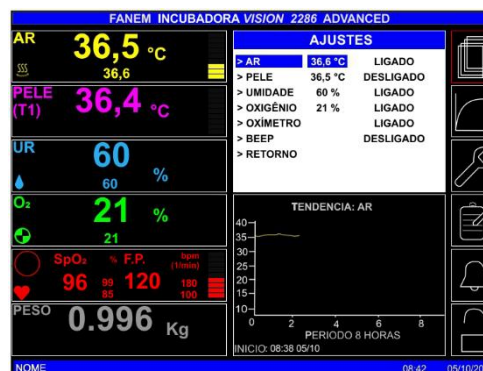 FANEM INCUBADORA VISION 2286 ADVANCED
AR
36,5 °C
36,6
PELE
(T1)
36,4 °C
UR
60 %
60
O₂
21 %
21
SpO₂ % F.P. bpm
(1/min)
96 99 120 180
85 100
PESO
0.996 Kg
AJUSTES
> AR 36,6 °C LIGADO
> PELE 36,5 °C DESLIGADO
> UMIDADE 60 % LIGADO
> OXIGÊNIO 21 % LIGADO
> OXÍMETRO LIGADO
> BEEP DESLIGADO
> RETORNO
TENDENCIA: AR
40
35
30
25
20
15
10
0 2 4 6 8
PERIODO 8 HORAS
INICIO: 08:38 05/10
NOME 08:42 05/10/20